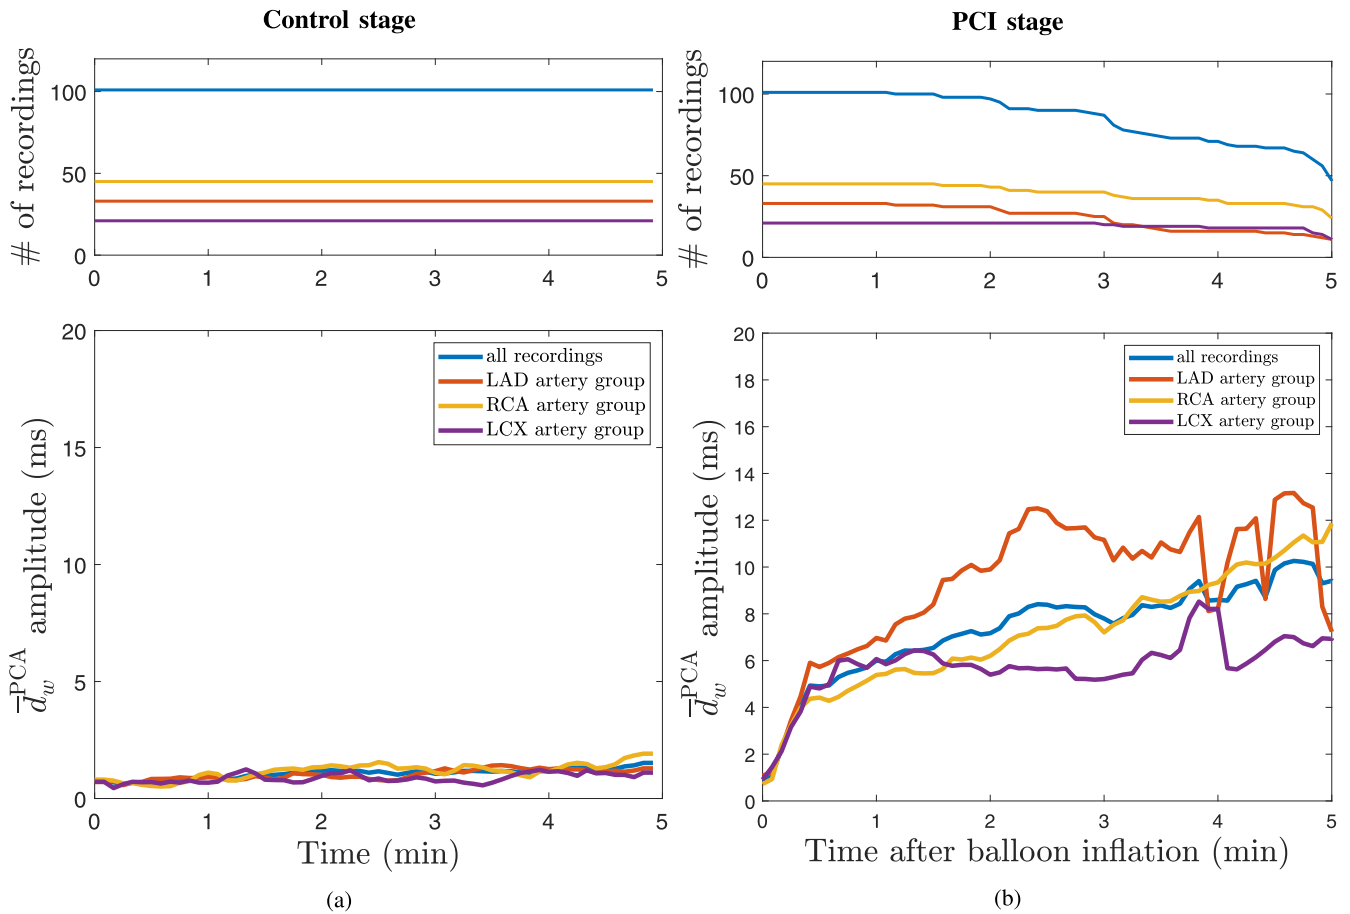 Control stage
PCI stage
# of recordings
100
50
0
0 1 2 3 4 5
# of recordings
100
50
0
0 1 2 3 4 5
d̅_w^PCA amplitude (ms)
20
15
10
5
0
0 1 2 3 4 5
all recordings
LAD artery group
RCA artery group
LCX artery group
Time (min)
(a)
d̅_w^PCA amplitude (ms)
20
18
16
14
12
10
8
6
4
2
0
0 1 2 3 4 5
all recordings
LAD artery group
RCA artery group
LCX artery group
Time after balloon inflation (min)
(b)